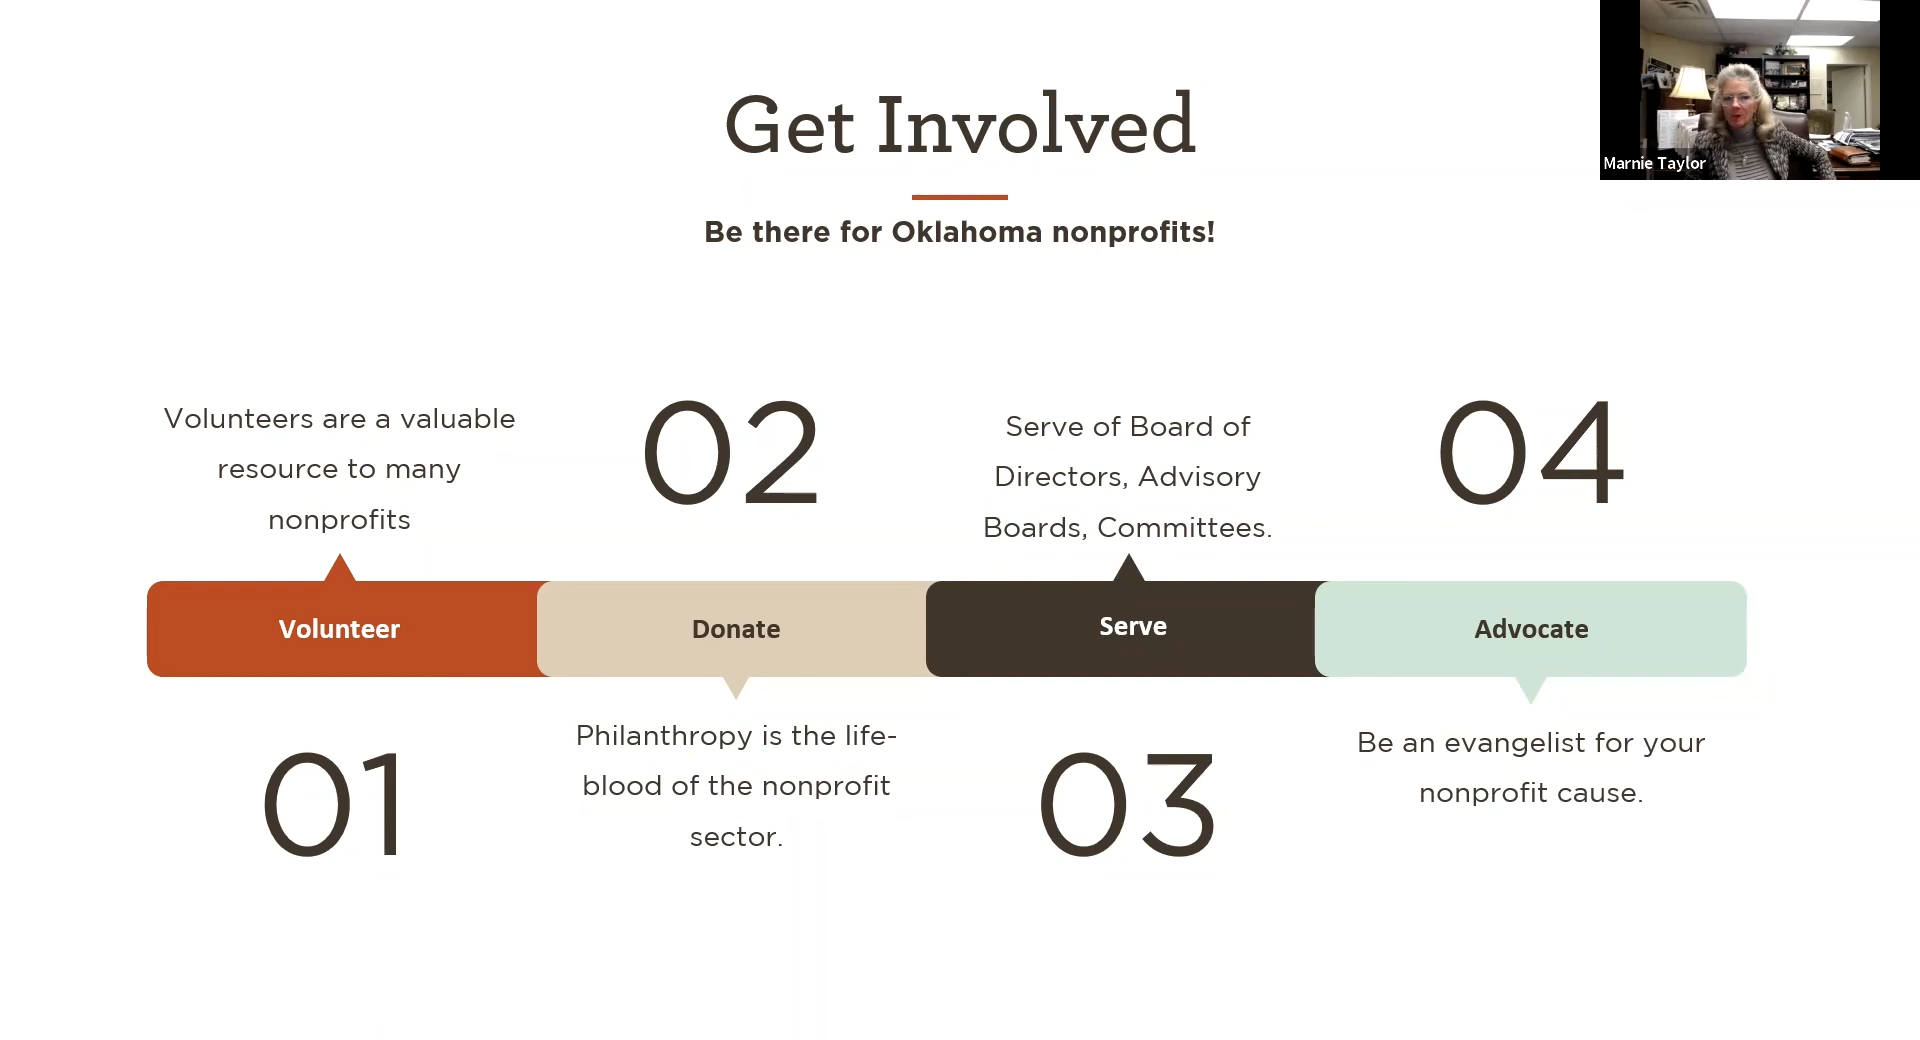 Get Involved
Marnie Taylor
Be there for Oklahoma nonprofits!
Volunteers are a valuable
resource to many
nonprofits
02
Serve of Board of
Directors, Advisory
Boards, Committees.
04
Volunteer
Donate
Serve
Advocate
01
Philanthropy is the life-
blood of the nonprofit
sector.
03
Be an evangelist for your
nonprofit cause.